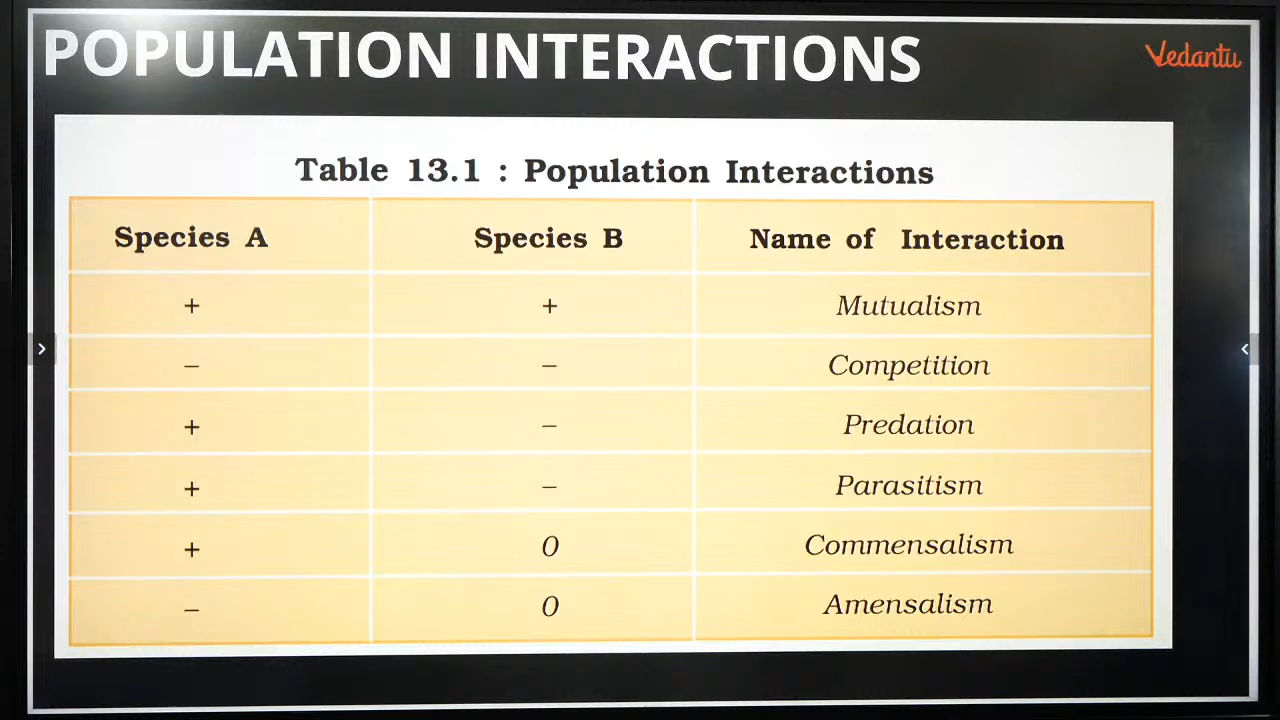 POPULATION INTERACTIONS
Vedantu
Table 13.1 : Population Interactions
Species A Species B Name of Interaction
+ + Mutualism
– – Competition
+ – Predation
+ – Parasitism
+ 0 Commensalism
– 0 Amensalism